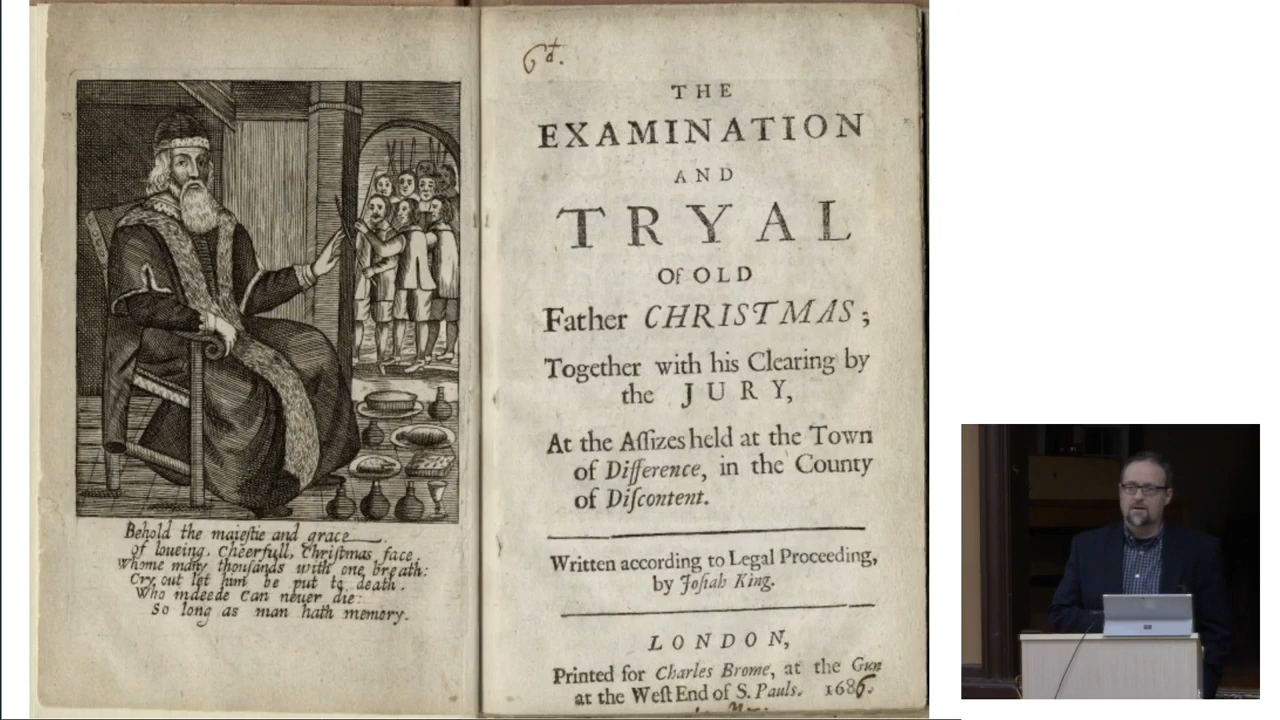 Behold the maieſtie and grace
of loueing, Cheerfull, Chriſtmas face.
Whome many thouſands with one breath:
Cry out let him be put to death.
Who indeede Can neuer die:
So long as man hath memory.
6d.
THE
EXAMINATION
AND
TRYAL
Of OLD
Father CHRISTMAS;
Together with his Clearing by
the JURY,
At the Aſſizes held at the Town
of Difference, in the County
of Diſcontent.
Written according to Legal Proceeding,
by Joſiah King.
LONDON,
Printed for Charles Brome, at the Gun
at the Weſt End of S. Pauls. 1686.